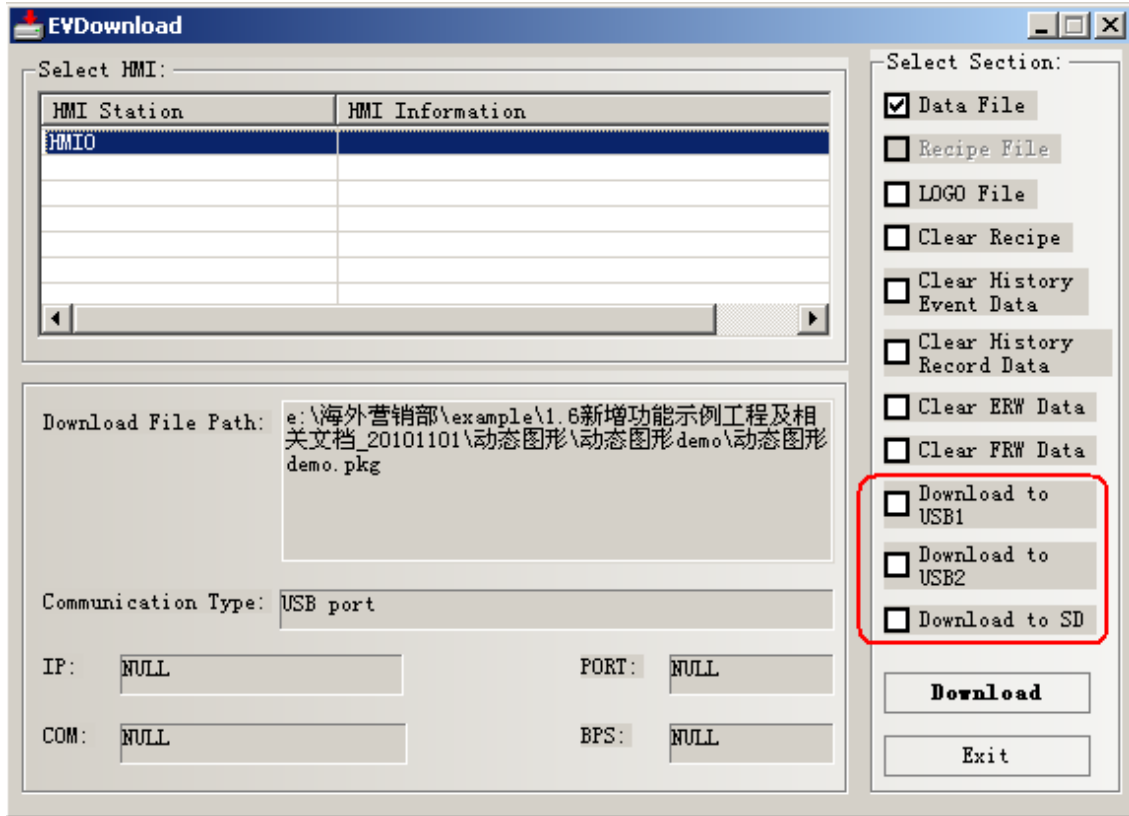 EVDownload
Select HMI:
HMI Station HMI Information
HMI0
Download File Path:
e:\海外营销部\example\1.6新增功能示例工程及相
关文档_20101101\动态图形\动态图形demo\动态图形
demo.pkg
Communication Type: USB port
IP: NULL PORT: NULL
COM: NULL BPS: NULL
Select Section:
Data File
Recipe File
LOGO File
Clear Recipe
Clear History
Event Data
Clear History
Record Data
Clear ERW Data
Clear FRW Data
Download to
USB1
Download to
USB2
Download to SD
Download
Exit